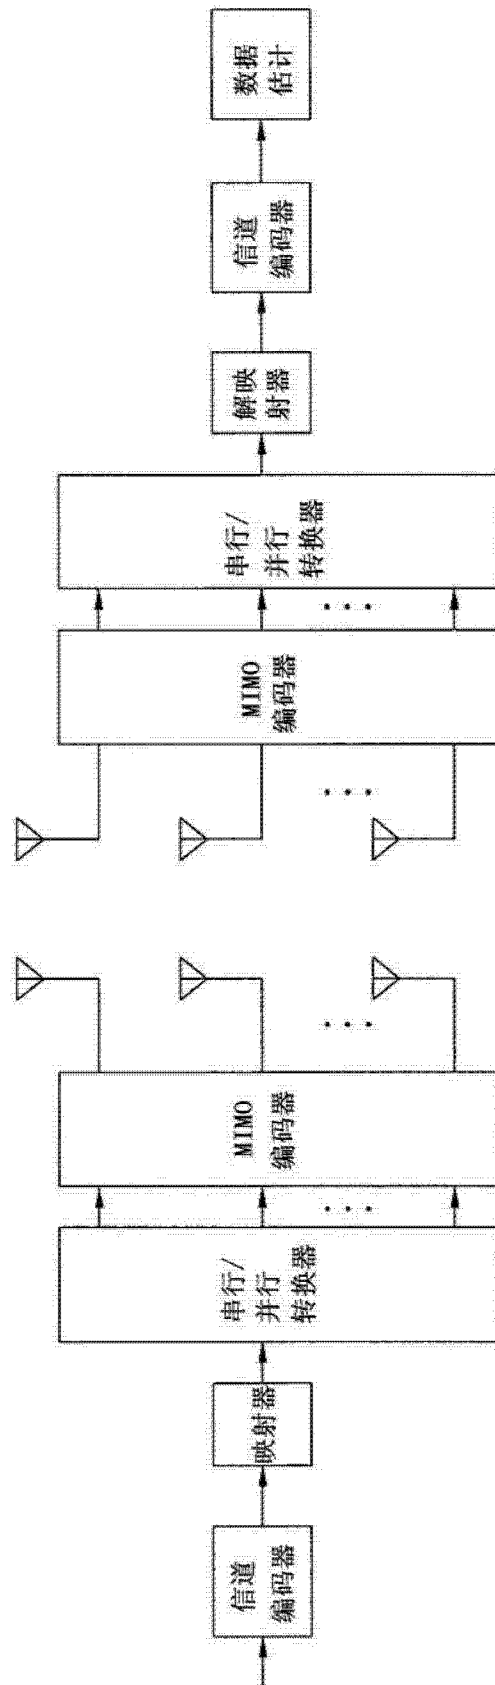 信道
编码器
映射器
串行/
并行
转换器
MIMO
编码器
MIMO
编码器
串行/
并行
转换器
解映
射器
信道
编码器
数据
估计